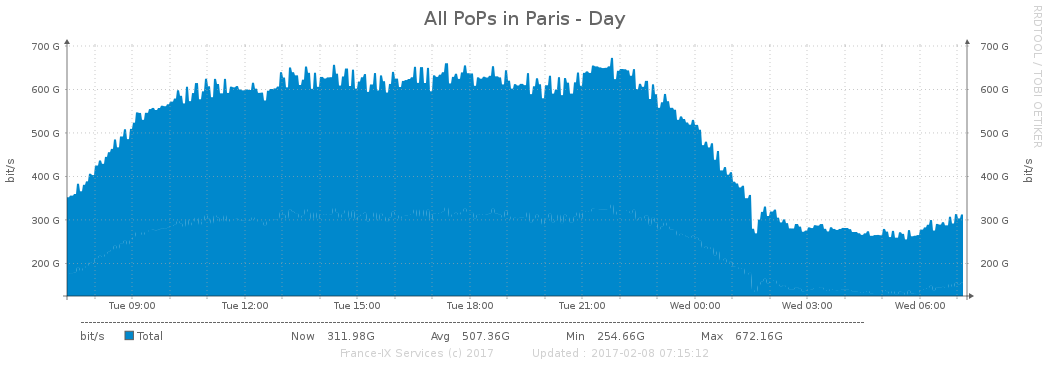 All PoPs in Paris - Day
RRDTOOL / TOBI OETIKER
700 G 700 G
600 G 600 G
500 G 500 G
400 G 400 G
300 G 300 G
200 G 200 G
bit/s bit/s
Tue 09:00 Tue 12:00 Tue 15:00 Tue 18:00 Tue 21:00 Wed 00:00 Wed 03:00 Wed 06:00
bit/s Total Now 311.98G Avg 507.36G Min 254.66G Max 672.16G
France-IX Services (c) 2017 Updated : 2017-02-08 07:15:12